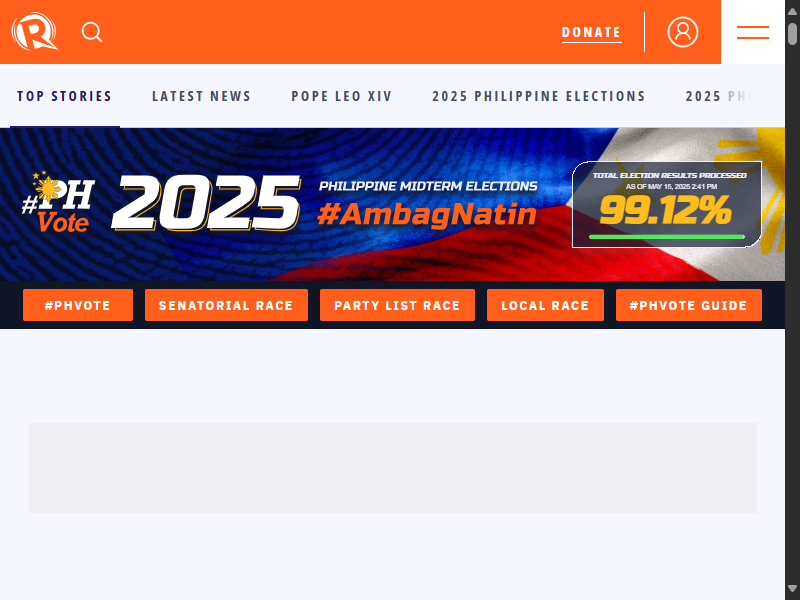 R
DONATE
TOP STORIES
LATEST NEWS
POPE LEO XIV
2025 PHILIPPINE ELECTIONS
2025 PH
#PH
Vote
2025
PHILIPPINE MIDTERM ELECTIONS
#AmbagNatin
TOTAL ELECTION RESULTS PROCESSED
AS OF MAY 15, 2025 2:41 PM
99.12%
#PHVOTE
SENATORIAL RACE
PARTY LIST RACE
LOCAL RACE
#PHVOTE GUIDE